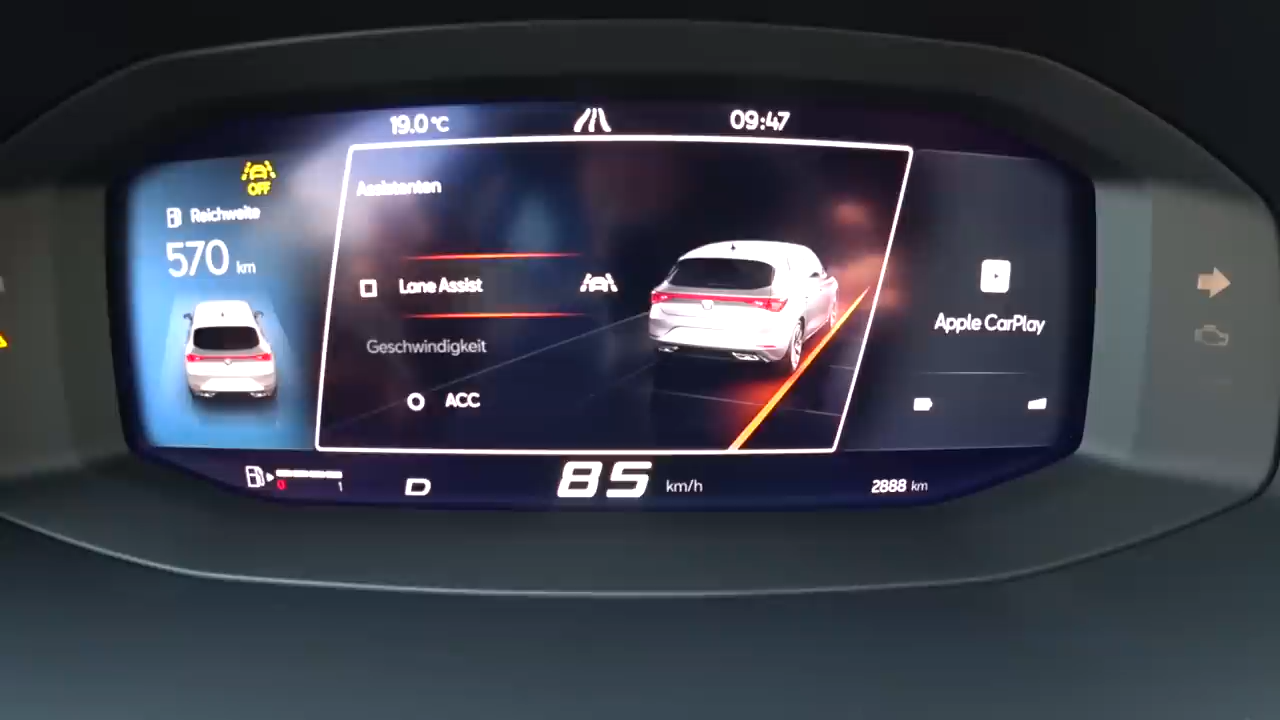 19.0 °C
09:47
OFF
Reichweite
570 km
Assistenten
Lane Assist
Geschwindigkeit
ACC
Apple CarPlay
0 1
D
85 km/h
2888 km